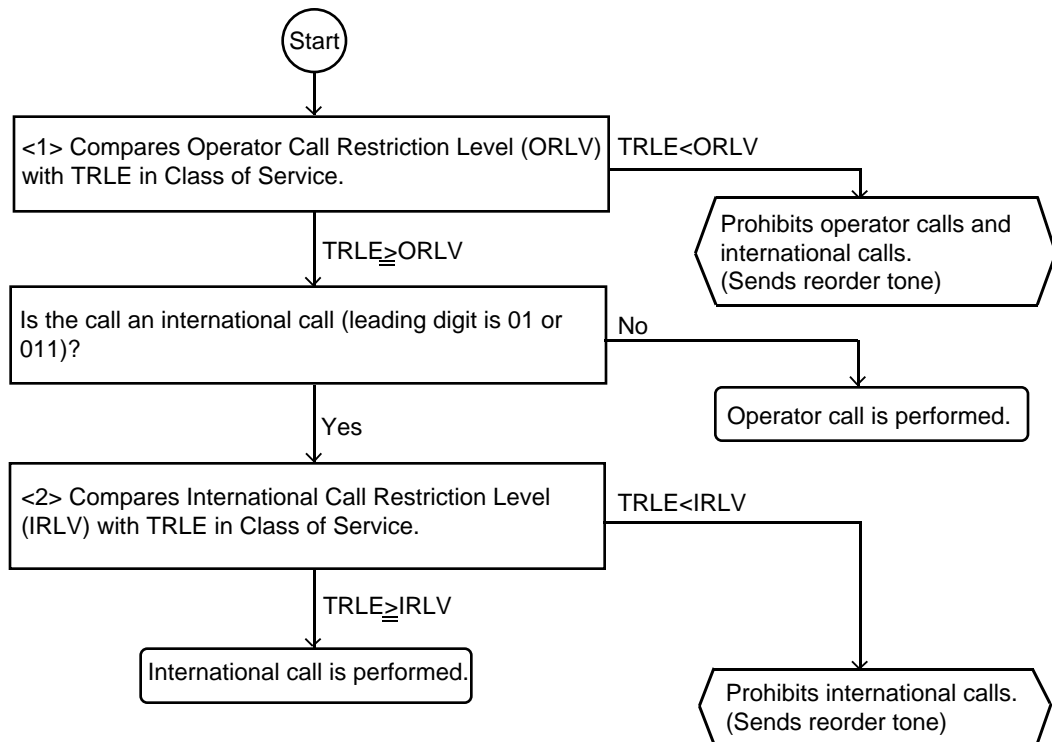 Start
<1> Compares Operator Call Restriction Level (ORLV)
with TRLE in Class of Service.
TRLE<ORLV
Prohibits operator calls and
international calls.
(Sends reorder tone)
TRLE≧ORLV
Is the call an international call (leading digit is 01 or
011)?
No
Operator call is performed.
Yes
<2> Compares International Call Restriction Level
(IRLV) with TRLE in Class of Service.
TRLE<IRLV
TRLE≧IRLV
International call is performed.
Prohibits international calls.
(Sends reorder tone)